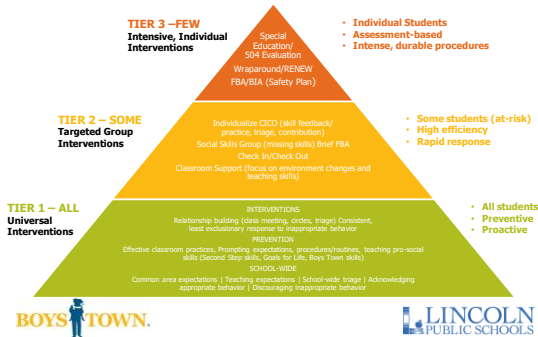 TIER 3 –FEW
Intensive, Individual
Interventions
Special
Education/
504 Evaluation
Wraparound/RENEW
FBA/BIA (Safety Plan)
• Individual Students
• Assessment-based
• Intense, durable procedures
TIER 2 – SOME
Targeted Group
Interventions
Individualize CICO (skill feedback/
practice, triage, contribution)
Social Skills Group (missing skills) Brief FBA
Check In/Check Out
Classroom Support (focus on environment changes and
teaching skills)
• Some students (at-risk)
• High efficiency
• Rapid response
TIER 1 – ALL
Universal
Interventions
INTERVENTIONS
Relationship building (class meeting, circles, triage) Consistent,
least exclusionary response to inappropriate behavior
PREVENTION
Effective classroom practices, Prompting expectations, procedures/routines, teaching pro-social
skills (Second Step skills, Goals for Life, Boys Town skills)
SCHOOL-WIDE
Common area expectations | Teaching expectations | School-wide triage | Acknowledging
appropriate behavior | Discouraging inappropriate behavior
• All students
• Preventive
• Proactive
BOYS TOWN®
LINCOLN
PUBLIC SCHOOLS